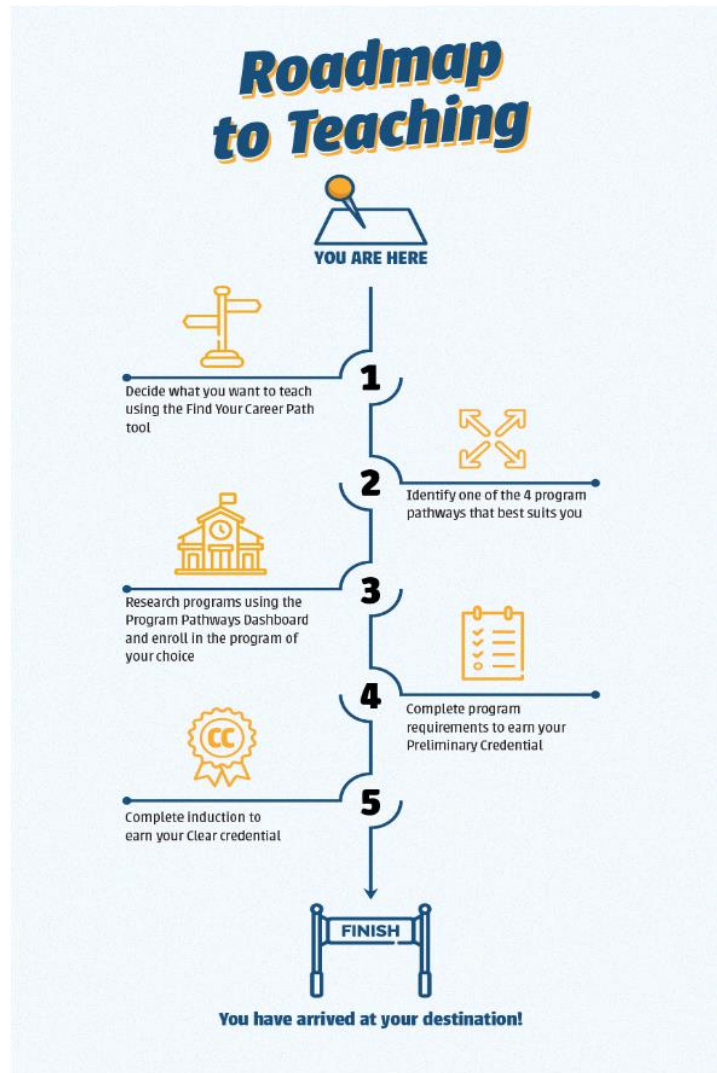 Roadmap
to Teaching
YOU ARE HERE
1
Decide what you want to teach
using the Find Your Career Path
tool
2
Identify one of the 4 program
pathways that best suits you
3
Research programs using the
Program Pathways Dashboard
and enroll in the program of
your choice
4
Complete program
requirements to earn your
Preliminary Credential
CC
5
Complete induction to
earn your Clear credential
FINISH
You have arrived at your destination!